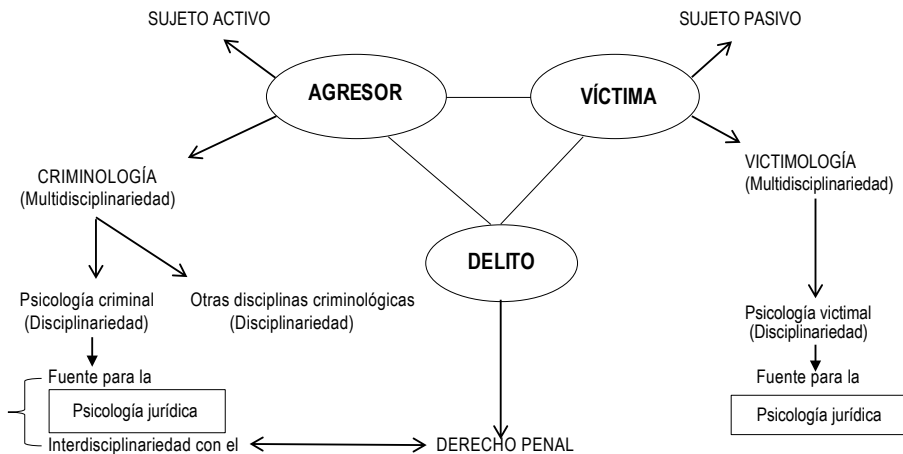 SUJETO ACTIVO
SUJETO PASIVO
AGRESOR
VÍCTIMA
CRIMINOLOGÍA
(Multidisciplinariedad)
VICTIMOLOGÍA
(Multidisciplinariedad)
DELITO
Psicología criminal
(Disciplinariedad)
Otras disciplinas criminológicas
(Disciplinariedad)
Psicología victimal
(Disciplinariedad)
Fuente para la
Psicología jurídica
Interdisciplinariedad con el
DERECHO PENAL
Fuente para la
Psicología jurídica